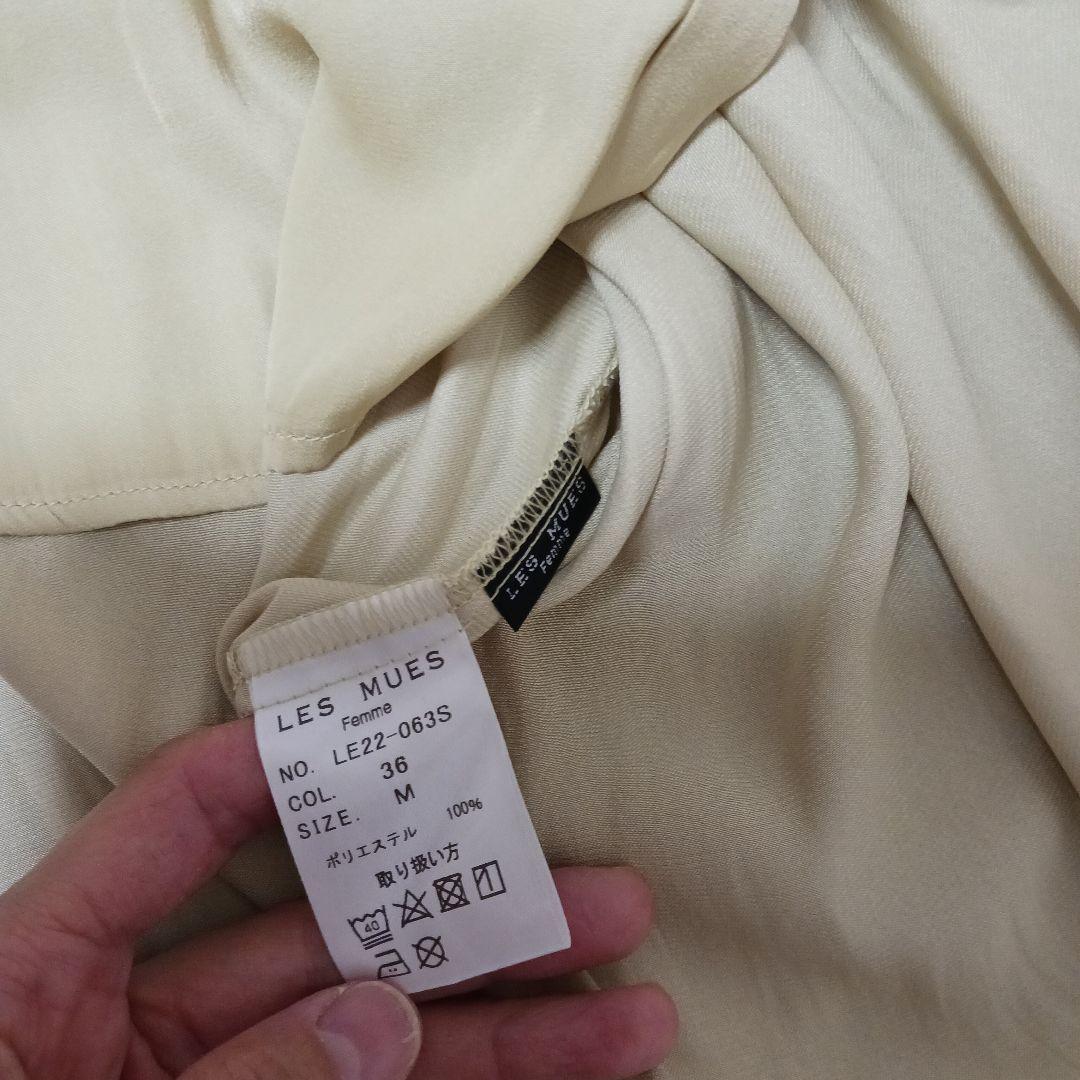 LES MUES
Femme
LES MUES
Femme
NO. LE22-063S
COL. 36
SIZE. M
ポリエステル 100%
取り扱い方
40